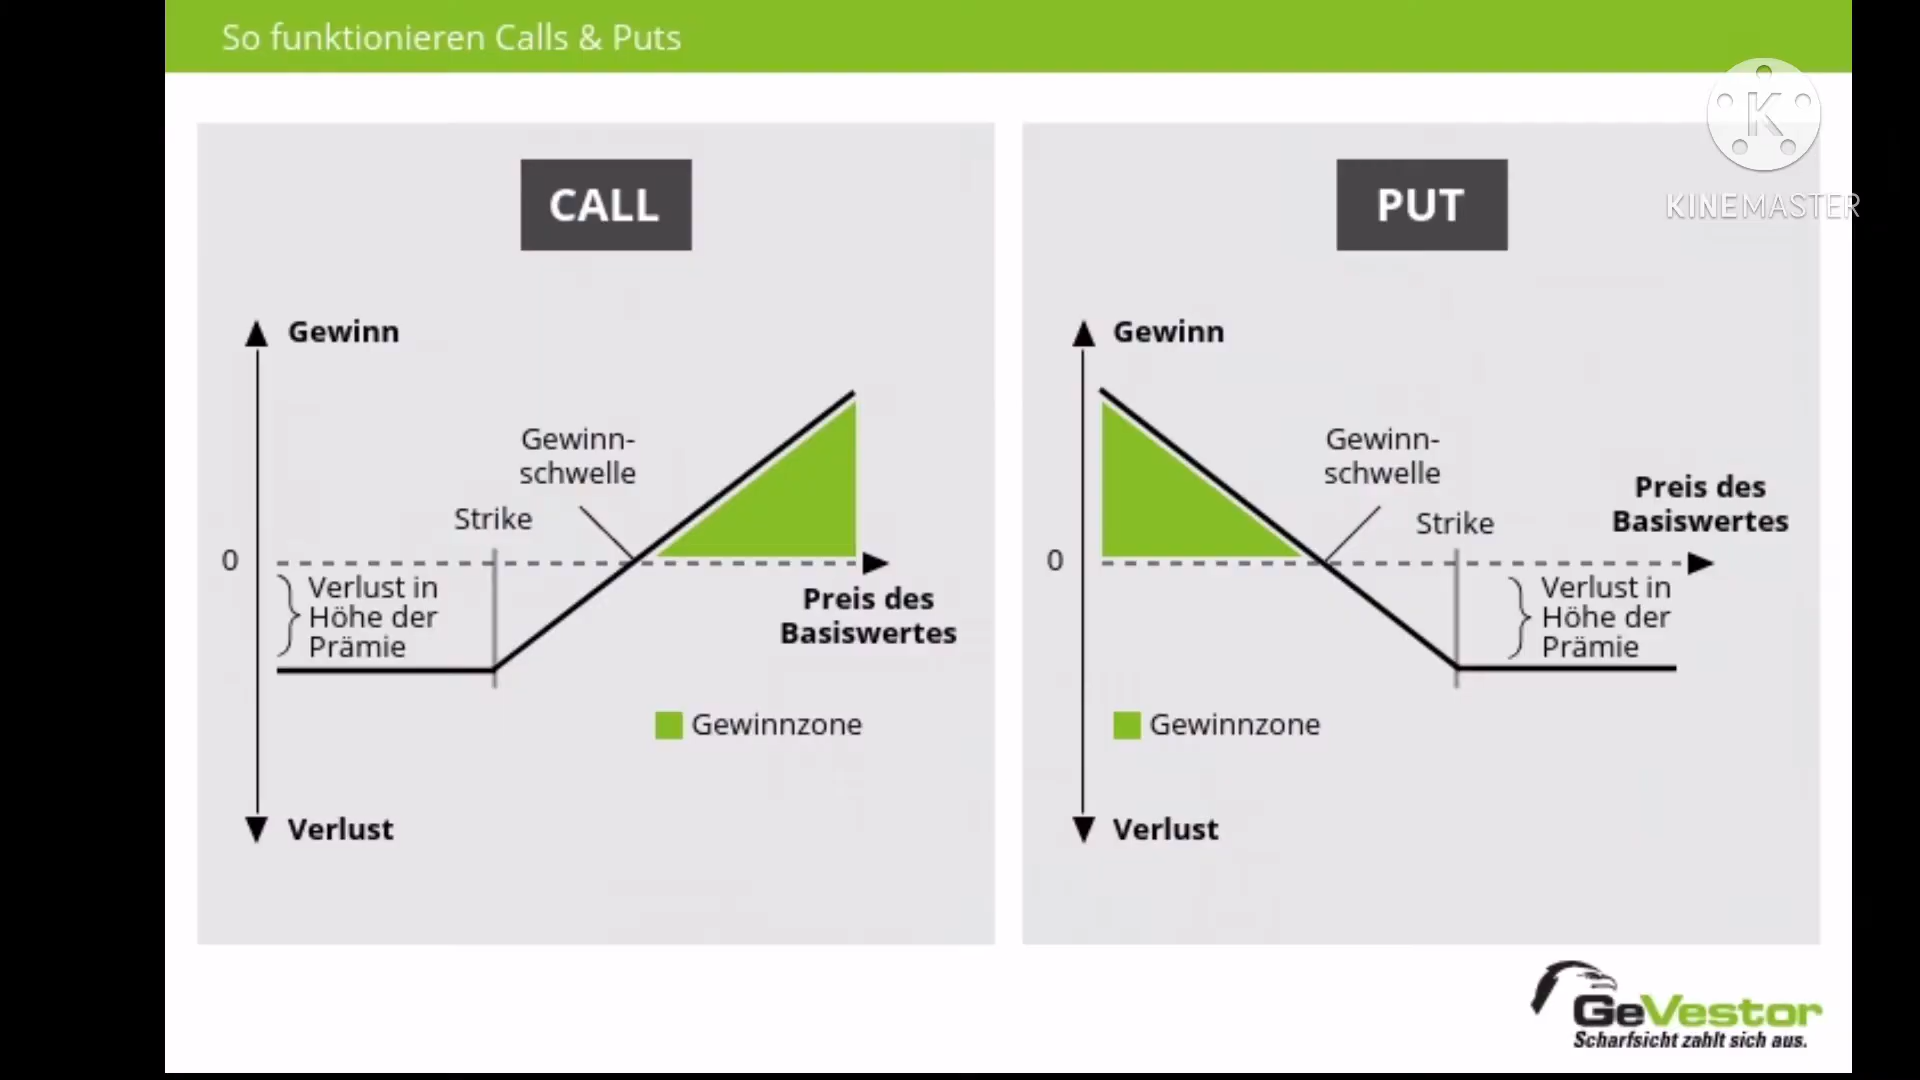 So funktionieren Calls & Puts
K
KINEMASTER
CALL
Gewinn
Gewinn-
schwelle
Strike
0
Verlust in
Höhe der
Prämie
Preis des
Basiswertes
Gewinnzone
Verlust
PUT
Gewinn
Gewinn-
schwelle
Preis des
Basiswertes
Strike
0
Verlust in
Höhe der
Prämie
Gewinnzone
Verlust
GeVestor
Scharfsicht zahlt sich aus.